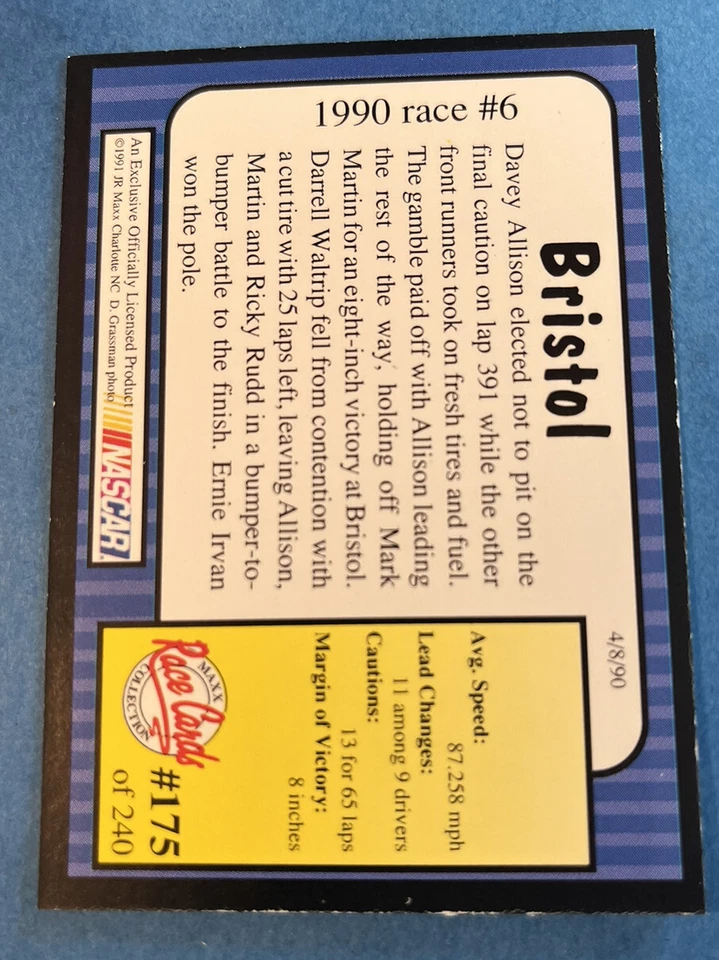 1990 race #6
Bristol
4/8/90
Davey Allison elected not to pit on the
final caution on lap 391 while the other
front runners took on fresh tires and fuel.
The gamble paid off with Allison leading
the rest of the way, holding off Mark
Martin for an eight-inch victory at Bristol.
Darrell Waltrip fell from contention with
a cut tire with 25 laps left, leaving Allison,
Martin and Ricky Rudd in a bumper-to-
bumper battle to the finish. Ernie Irvan
won the pole.
Avg. Speed:
87.258 mph
Lead Changes:
11 among 9 drivers
Cautions:
13 for 65 laps
Margin of Victory:
8 inches
MAXX
Race Cards
COLLECTION
#175
of 240
An Exclusive Officially Licensed Product
©1991 JR Maxx Charlotte NC D. Grassman photo
NASCAR